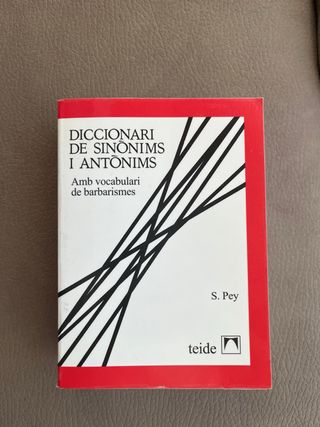 DICCIONARI
DE SINÒNIMS
I ANTÒNIMS
Amb vocabulari
de barbarismes
S. Pey
teide